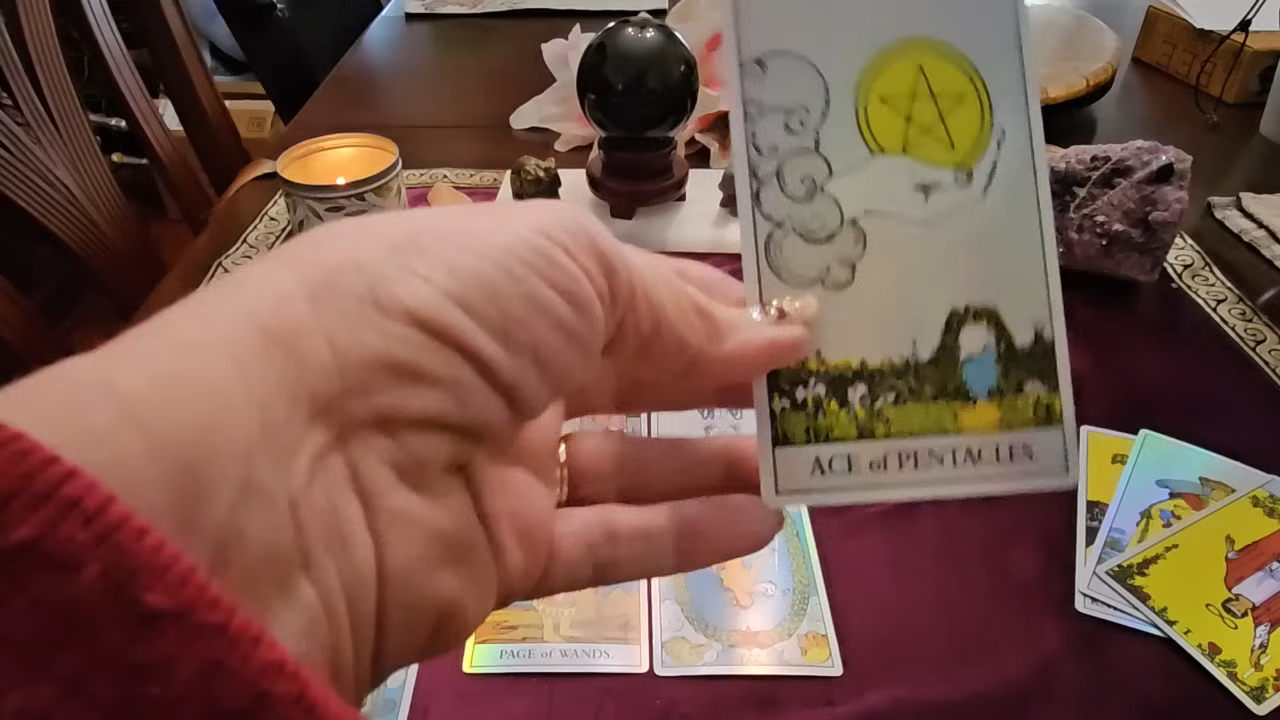 ACE of PENTACLES.
PAGE of WANDS.
I